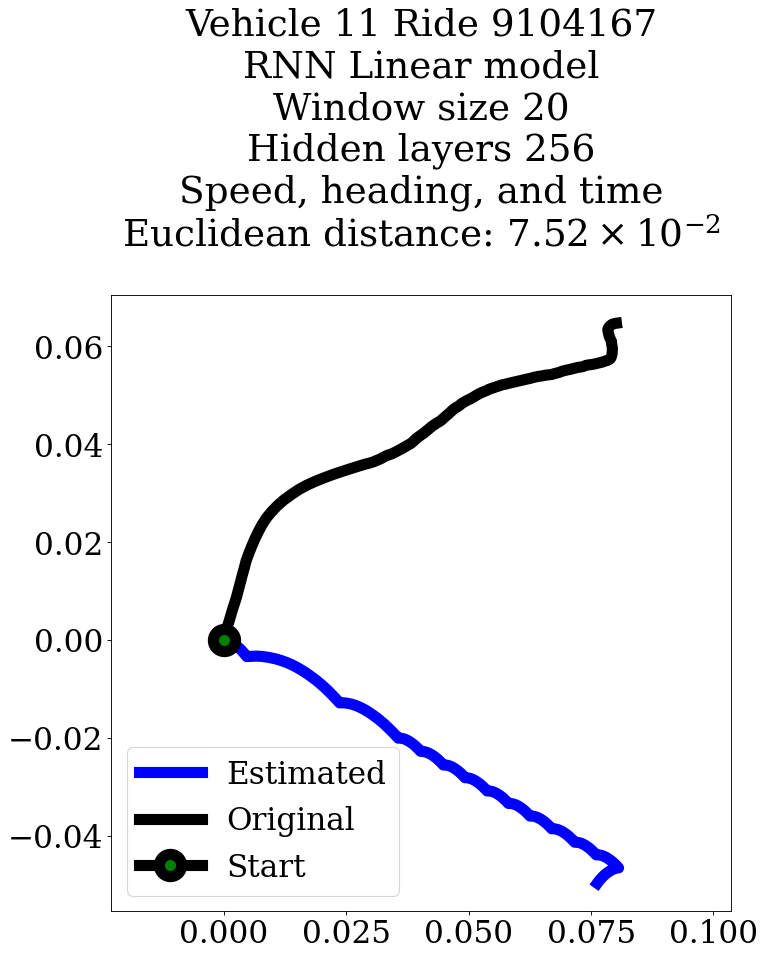 Vehicle 11 Ride 9104167
RNN Linear model
Window size 20
Hidden layers 256
Speed, heading, and time
Euclidean distance: 7.52 × 10⁻²
0.06
0.04
0.02
0.00
−0.02
−0.04
Estimated
Original
Start
0.000 0.025 0.050 0.075 0.100